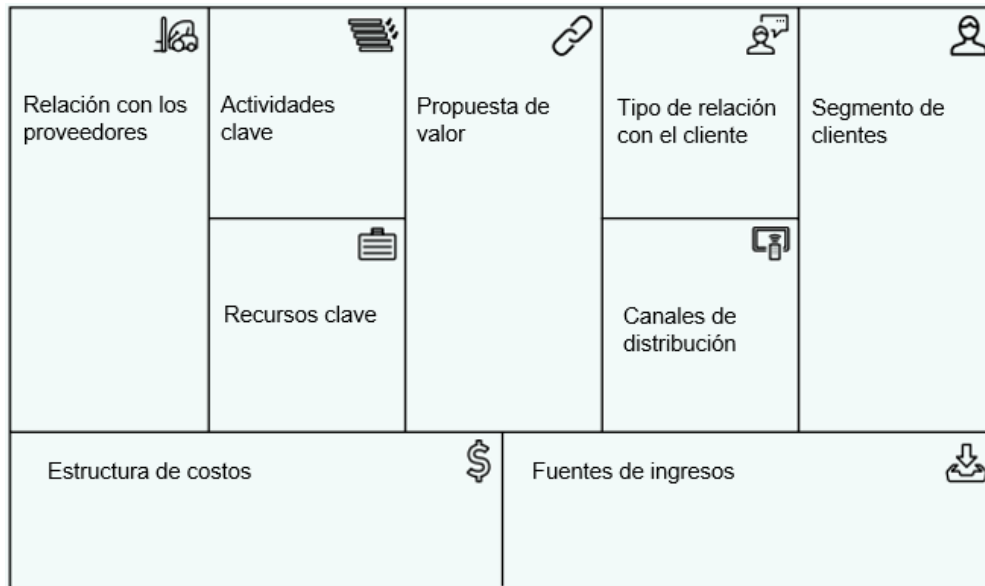 Relación con los
proveedores
Actividades
clave
Propuesta de
valor
Tipo de relación
con el cliente
Segmento de
clientes
Recursos clave
Canales de
distribución
Estructura de costos
Fuentes de ingresos